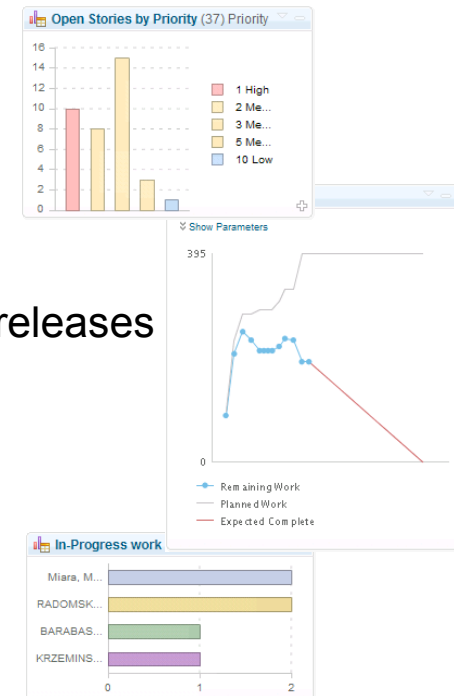 Open Stories by Priority (37) Priority
16
14
12
10
8
6
4
2
0
1 High
2 Me...
3 Me...
5 Me...
10 Low
Show Parameters
395
0
Remaining Work
Planned Work
Expected Complete
releases
In-Progress work
Miara, M...
RADOMSK...
BARABAS...
KRZEMINS...
0
1
2